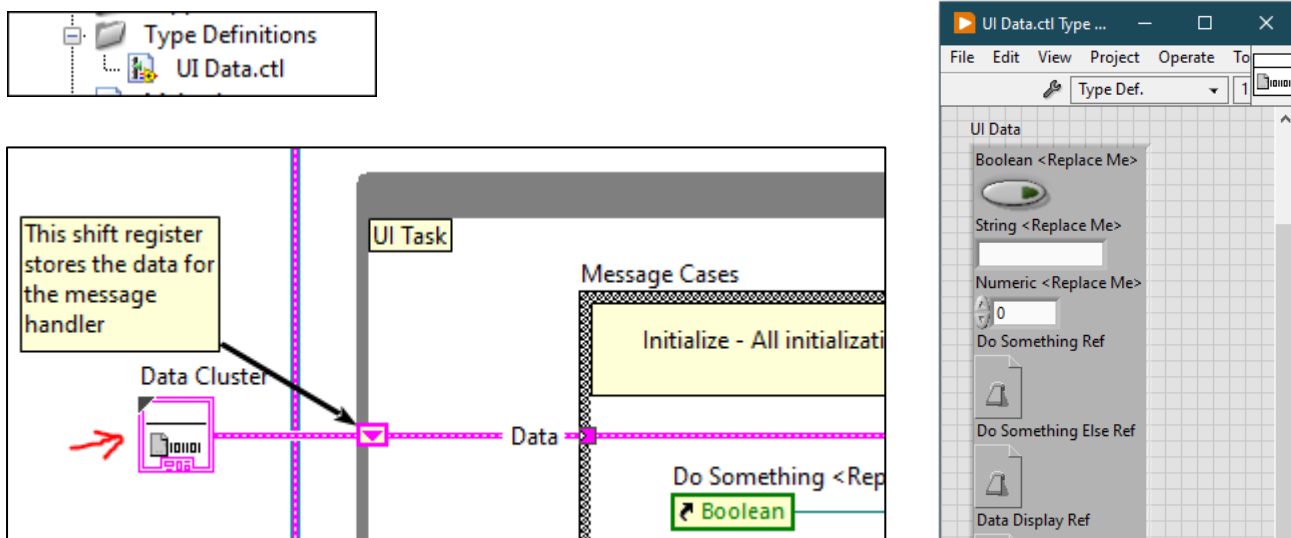 Type Definitions
UI Data.ctl
This shift register
stores the data for
the message
handler
UI Task
Message Cases
Initialize - All initializati
Data Cluster
Data
Do Something <Rep
Boolean
UI Data.ctl Type ...
File Edit View Project Operate To
Type Def. 1
UI Data
Boolean <Replace Me>
String <Replace Me>
Numeric <Replace Me>
0
Do Something Ref
Do Something Else Ref
Data Display Ref